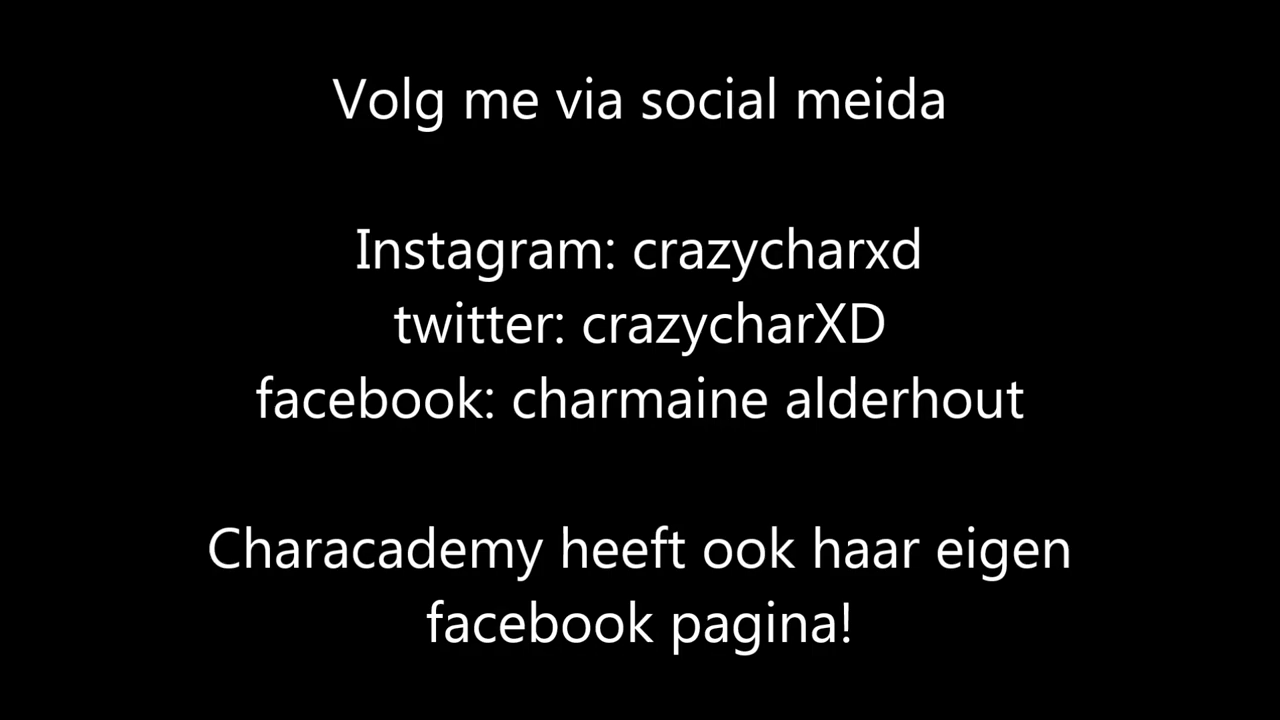 Volg me via social meida
Instagram: crazycharxd
twitter: crazycharXD
facebook: charmaine alderhout
Characademy heeft ook haar eigen
facebook pagina!